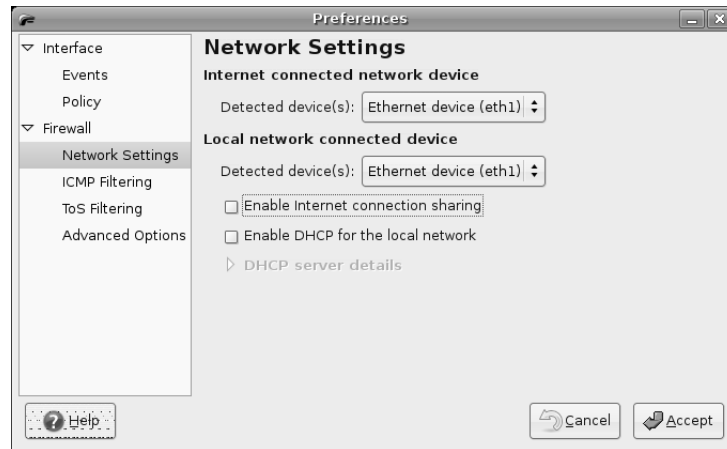 Preferences
Interface
Events
Policy
Firewall
Network Settings
ICMP Filtering
ToS Filtering
Advanced Options
Network Settings
Internet connected network device
Detected device(s): Ethernet device (eth1)
Local network connected device
Detected device(s): Ethernet device (eth1)
Enable Internet connection sharing
Enable DHCP for the local network
DHCP server details
Help
Cancel
Accept